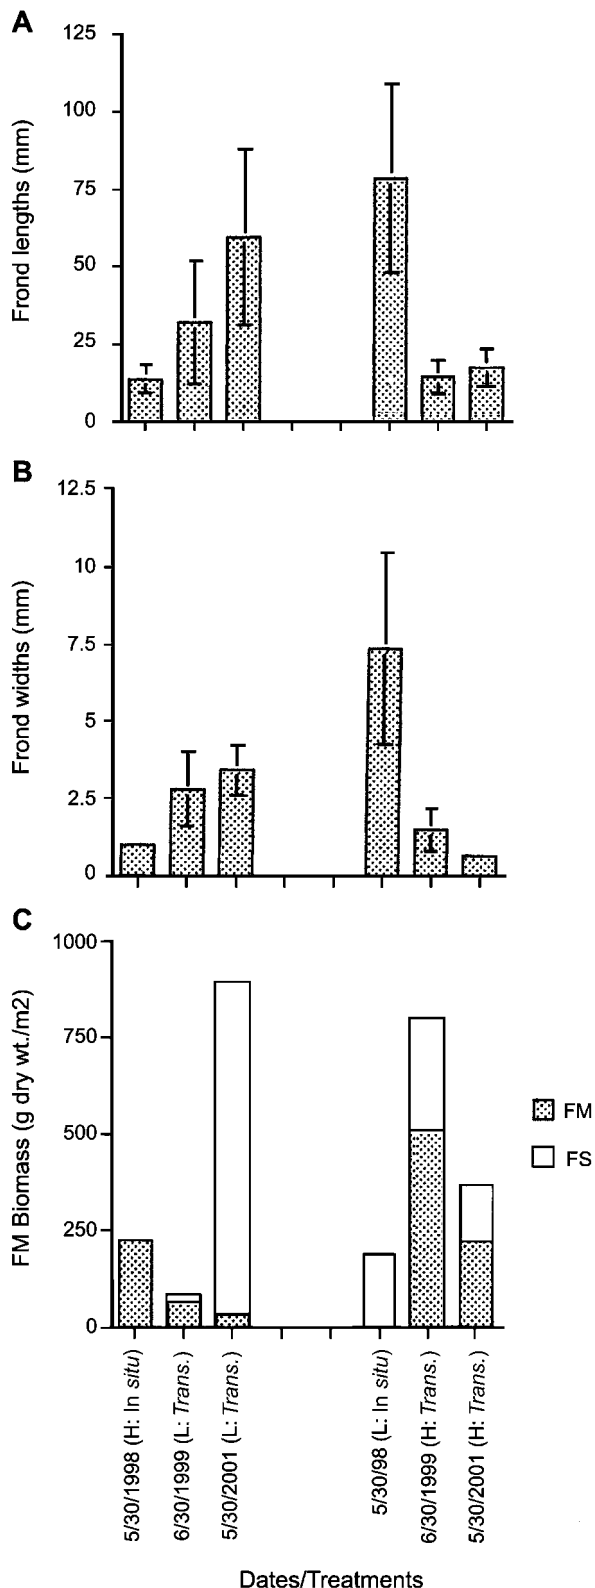 A
Frond lengths (mm)
125
100
75
50
25
0
B
Frond widths (mm)
12.5
10
7.5
5
2.5
0
C
FM Biomass (g dry wt./m2)
1000
750
500
250
0
FM
FS
5/30/1998 (H: In situ)
6/30/1999 (L: Trans.)
5/30/2001 (L: Trans.)
5/30/98 (L: In situ)
6/30/1999 (H: Trans.)
5/30/2001 (H: Trans.)
Dates/Treatments